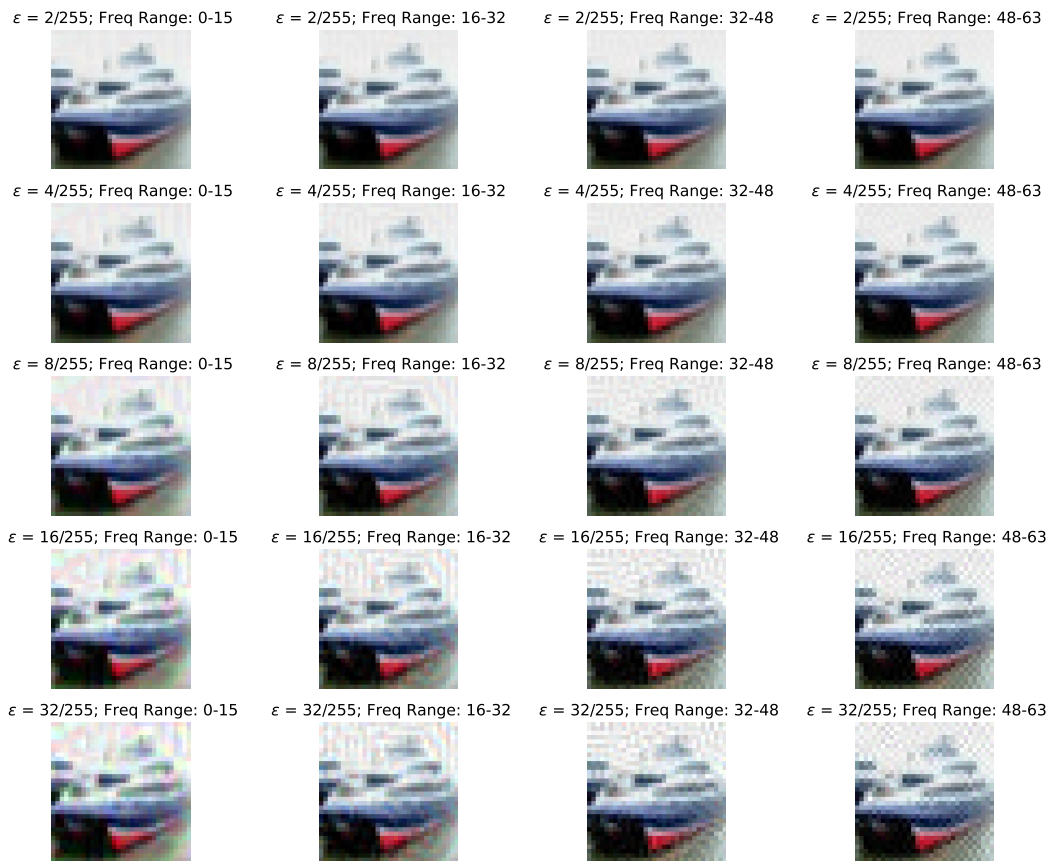 ε = 2/255; Freq Range: 0-15
ε = 2/255; Freq Range: 16-32
ε = 2/255; Freq Range: 32-48
ε = 2/255; Freq Range: 48-63
ε = 4/255; Freq Range: 0-15
ε = 4/255; Freq Range: 16-32
ε = 4/255; Freq Range: 32-48
ε = 4/255; Freq Range: 48-63
ε = 8/255; Freq Range: 0-15
ε = 8/255; Freq Range: 16-32
ε = 8/255; Freq Range: 32-48
ε = 8/255; Freq Range: 48-63
ε = 16/255; Freq Range: 0-15
ε = 16/255; Freq Range: 16-32
ε = 16/255; Freq Range: 32-48
ε = 16/255; Freq Range: 48-63
ε = 32/255; Freq Range: 0-15
ε = 32/255; Freq Range: 16-32
ε = 32/255; Freq Range: 32-48
ε = 32/255; Freq Range: 48-63